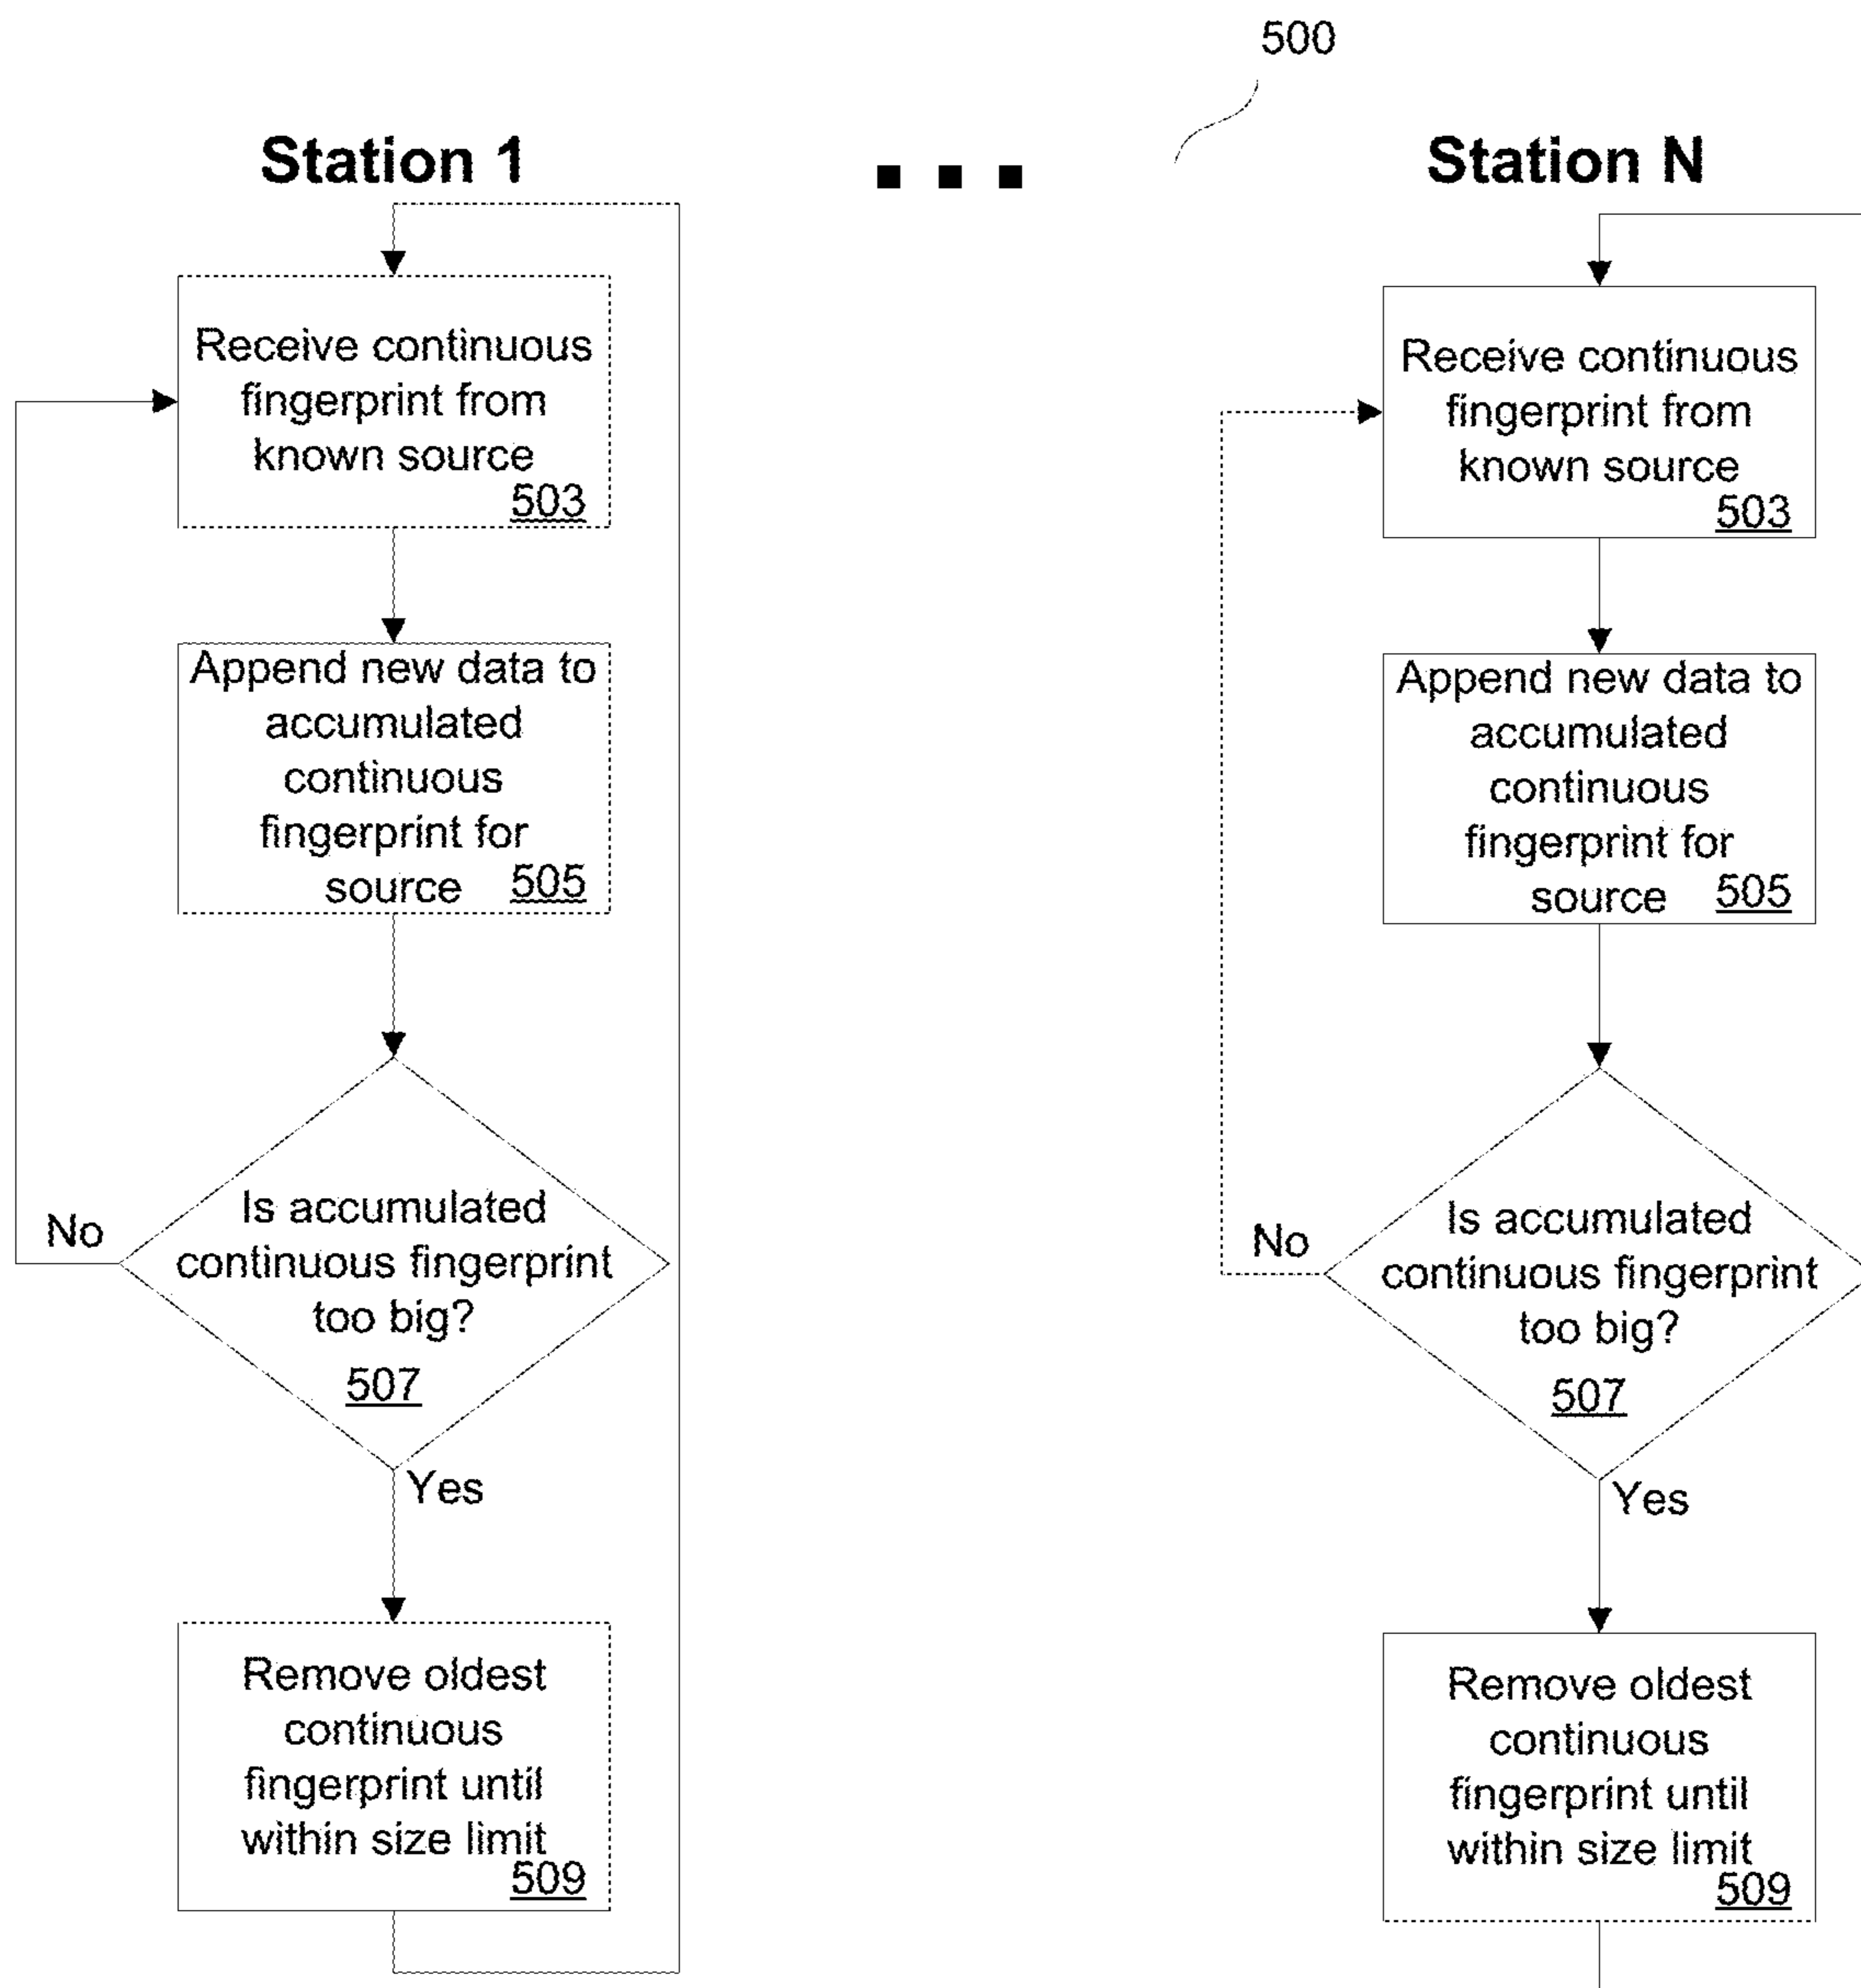 500
Station 1
...
Station N
Receive continuous
fingerprint from
known source
503
Append new data to
accumulated
continuous
fingerprint for
source 505
Is accumulated
continuous fingerprint
too big?
507
No
Yes
Remove oldest
continuous
fingerprint until
within size limit
509
Receive continuous
fingerprint from
known source
503
Append new data to
accumulated
continuous
fingerprint for
source 505
Is accumulated
continuous fingerprint
too big?
507
No
Yes
Remove oldest
continuous
fingerprint until
within size limit
509